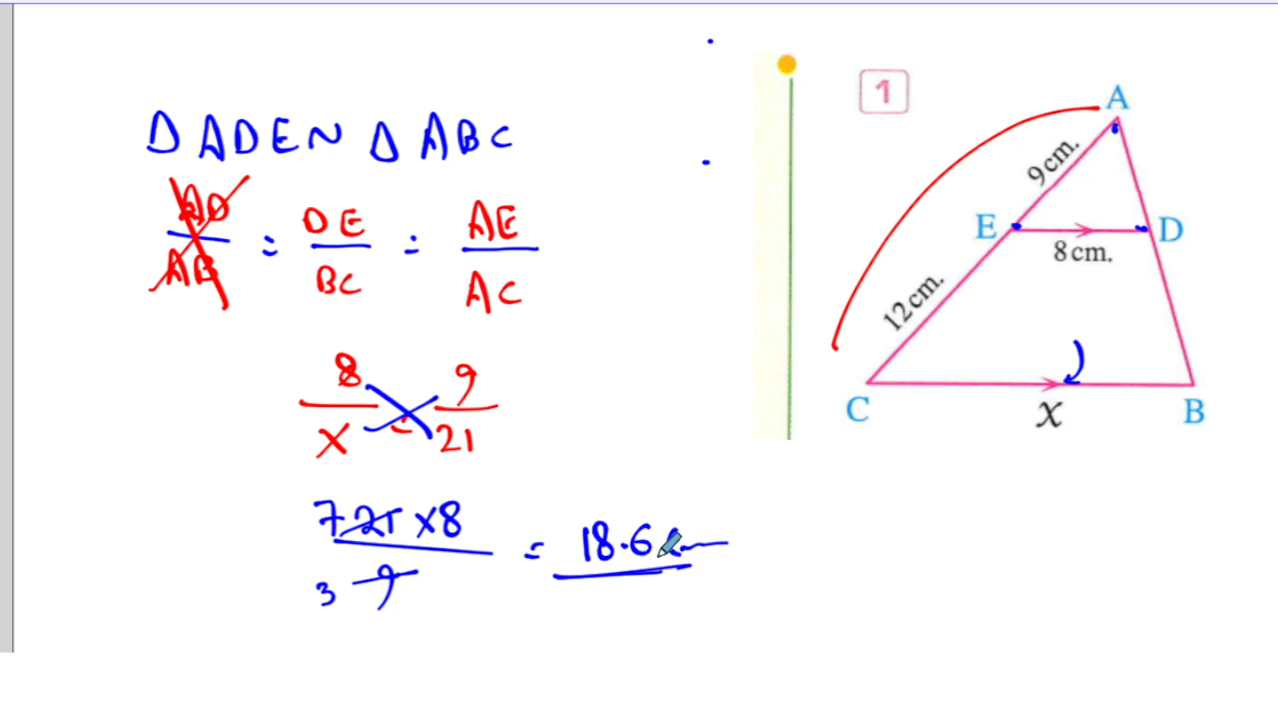 Δ ADE ~ Δ ABC
AD/AB = DE/BC = AE/AC
8/x = 9/21
7 21 × 8 / 3 9 = 18.6 cm
1
A
9cm.
E
D
8cm.
12cm.
C
B
x